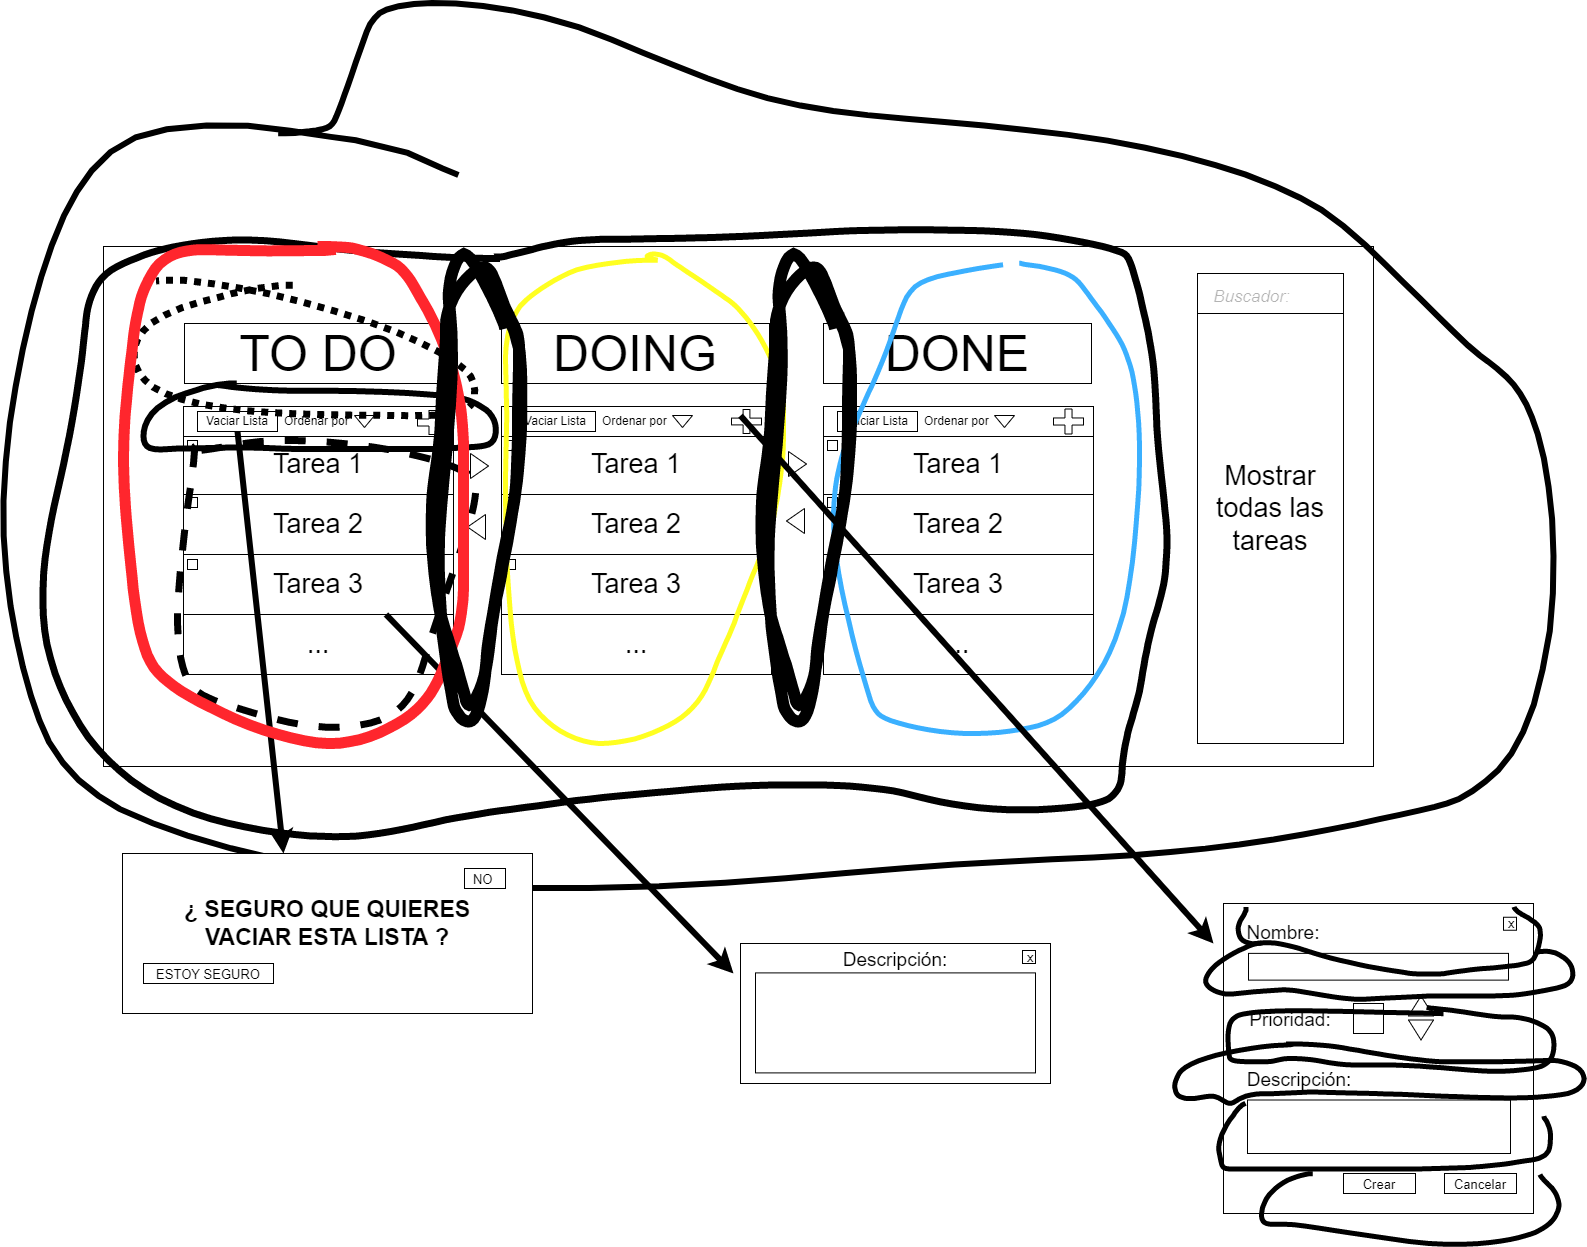 TO DO
DOING
DONE
Buscador:
Vaciar Lista Ordenar por
Vaciar Lista Ordenar por
Vaciar Lista Ordenar por
Tarea 1
Tarea 1
Tarea 1
Tarea 2
Tarea 2
Tarea 2
Tarea 3
Tarea 3
Tarea 3
...
...
...
Mostrar
todas las
tareas
NO
¿ SEGURO QUE QUIERES
VACIAR ESTA LISTA ?
ESTOY SEGURO
Descripción:
x
Nombre:
x
Prioridad:
Descripción:
Crear
Cancelar